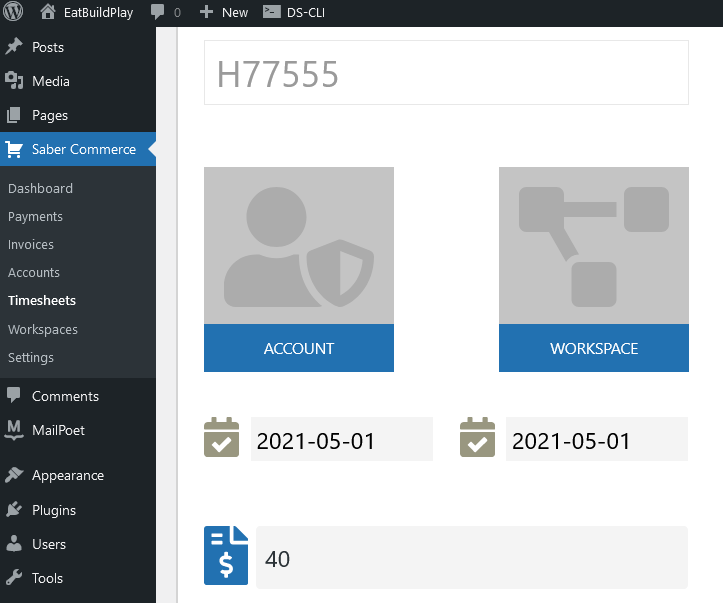 EatBuildPlay 0 New DS-CLI
Posts
Media
Pages
Saber Commerce
Dashboard
Payments
Invoices
Accounts
Timesheets
Workspaces
Settings
Comments
MailPoet
Appearance
Plugins
Users
Tools
H77555
ACCOUNT
WORKSPACE
2021-05-01
2021-05-01
40